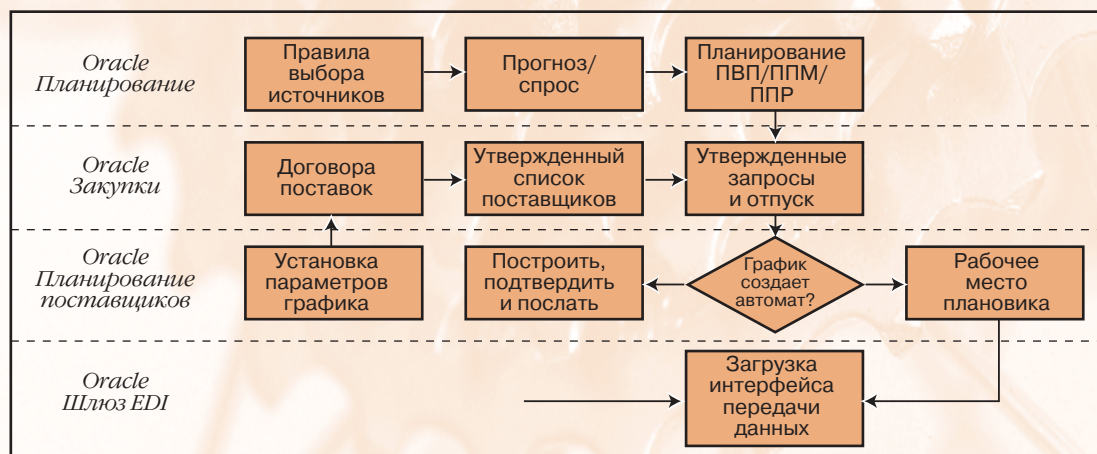 Oracle
Планирование
Правила
выбора
источников
Прогноз/
спрос
Планирование
ПВП/ППМ/
ППР
Oracle
Закупки
Договора
поставок
Утвержденный
список
поставщиков
Утвержденные
запросы
и отпуск
Oracle
Планирование
поставщиков
Установка
параметров
графика
Построить,
подтвердить
и послать
График
создает
автомат?
Рабочее
место
плановика
Oracle
Шлюз EDI
Загрузка
интерфейса
передачи
данных